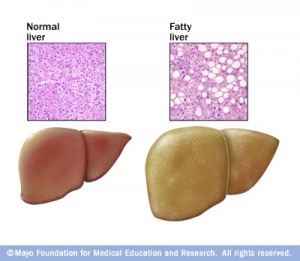 Normal
liver
Fatty
liver
©Mayo Foundation for Medical Education and Research. All rights reserved.